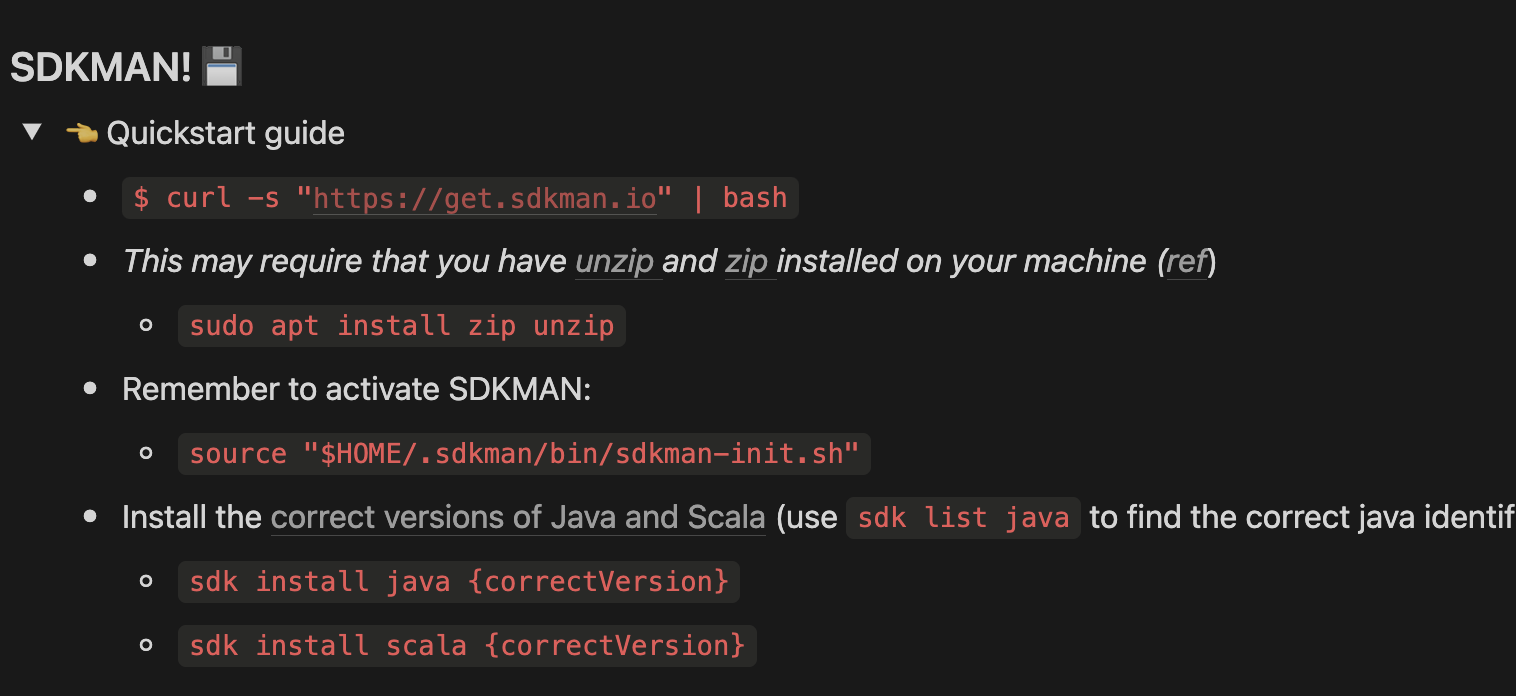 SDKMAN! 💾
▼ 👈 Quickstart guide
• $ curl -s "https://get.sdkman.io" | bash
• This may require that you have unzip and zip installed on your machine (ref)
◦ sudo apt install zip unzip
• Remember to activate SDKMAN:
◦ source "$HOME/.sdkman/bin/sdkman-init.sh"
• Install the correct versions of Java and Scala (use sdk list java to find the correct java identif
◦ sdk install java {correctVersion}
◦ sdk install scala {correctVersion}